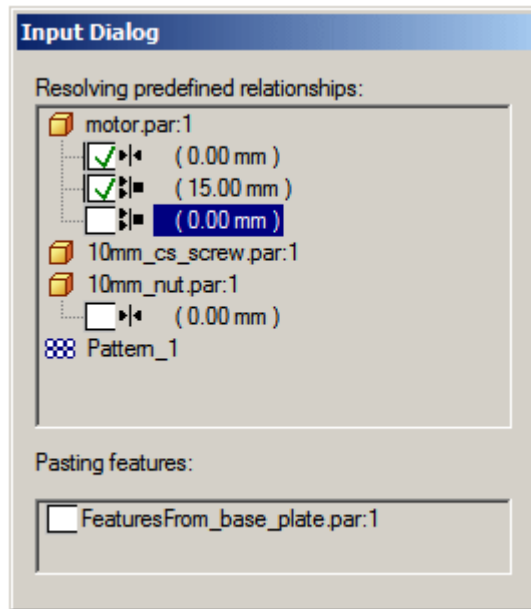 Input Dialog
Resolving predefined relationships:
motor.par:1
( 0.00 mm )
( 15.00 mm )
( 0.00 mm )
10mm_cs_screw.par:1
10mm_nut.par:1
( 0.00 mm )
Pattern_1
Pasting features:
FeaturesFrom_base_plate.par:1